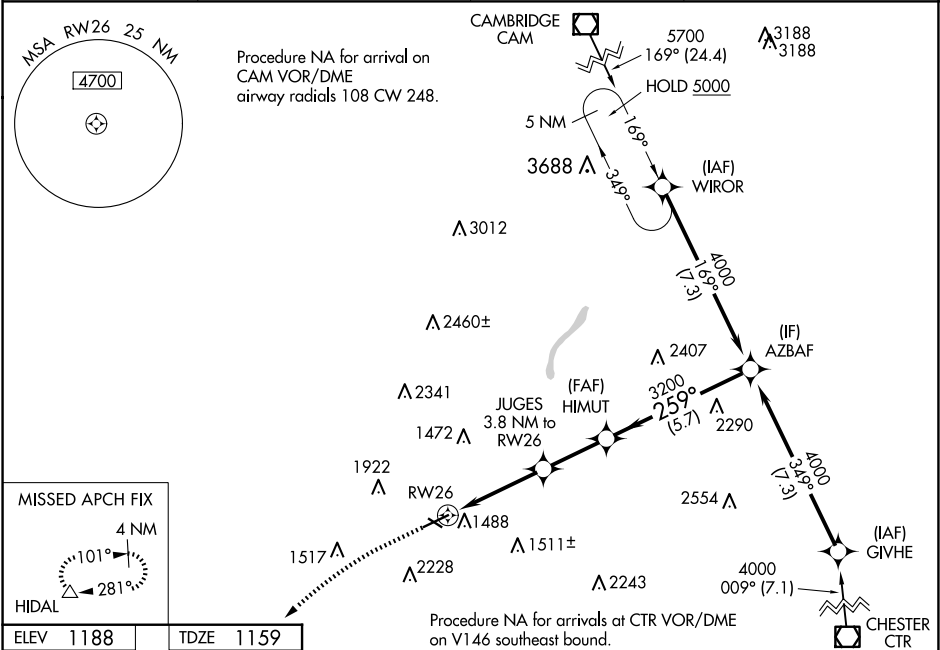 MSA RW26 25 NM
4700
Procedure NA for arrival on
CAM VOR/DME
airway radials 108 CW 248.
CAMBRIDGE
CAM
5700
169° (24.4)
3188
3188
HOLD 5000
5 NM
169°
349°
3688
(IAF)
WIROR
3012
4000
169°
(7.3)
2460±
(IF)
AZBAF
2407
2341
(FAF)
HIMUT
3200
259°
(5.7)
JUGES
3.8 NM to
RW26
2290
1472
1922
RW26
1488
2554
4000
349°
(7.3)
1511±
1517
2228
2243
(IAF)
GIVHE
4000
009° (7.1)
CHESTER
CTR
MISSED APCH FIX
4 NM
101°
281°
HIDAL
Procedure NA for arrivals at CTR VOR/DME
on V146 southeast bound.
ELEV 1188
TDZE 1159